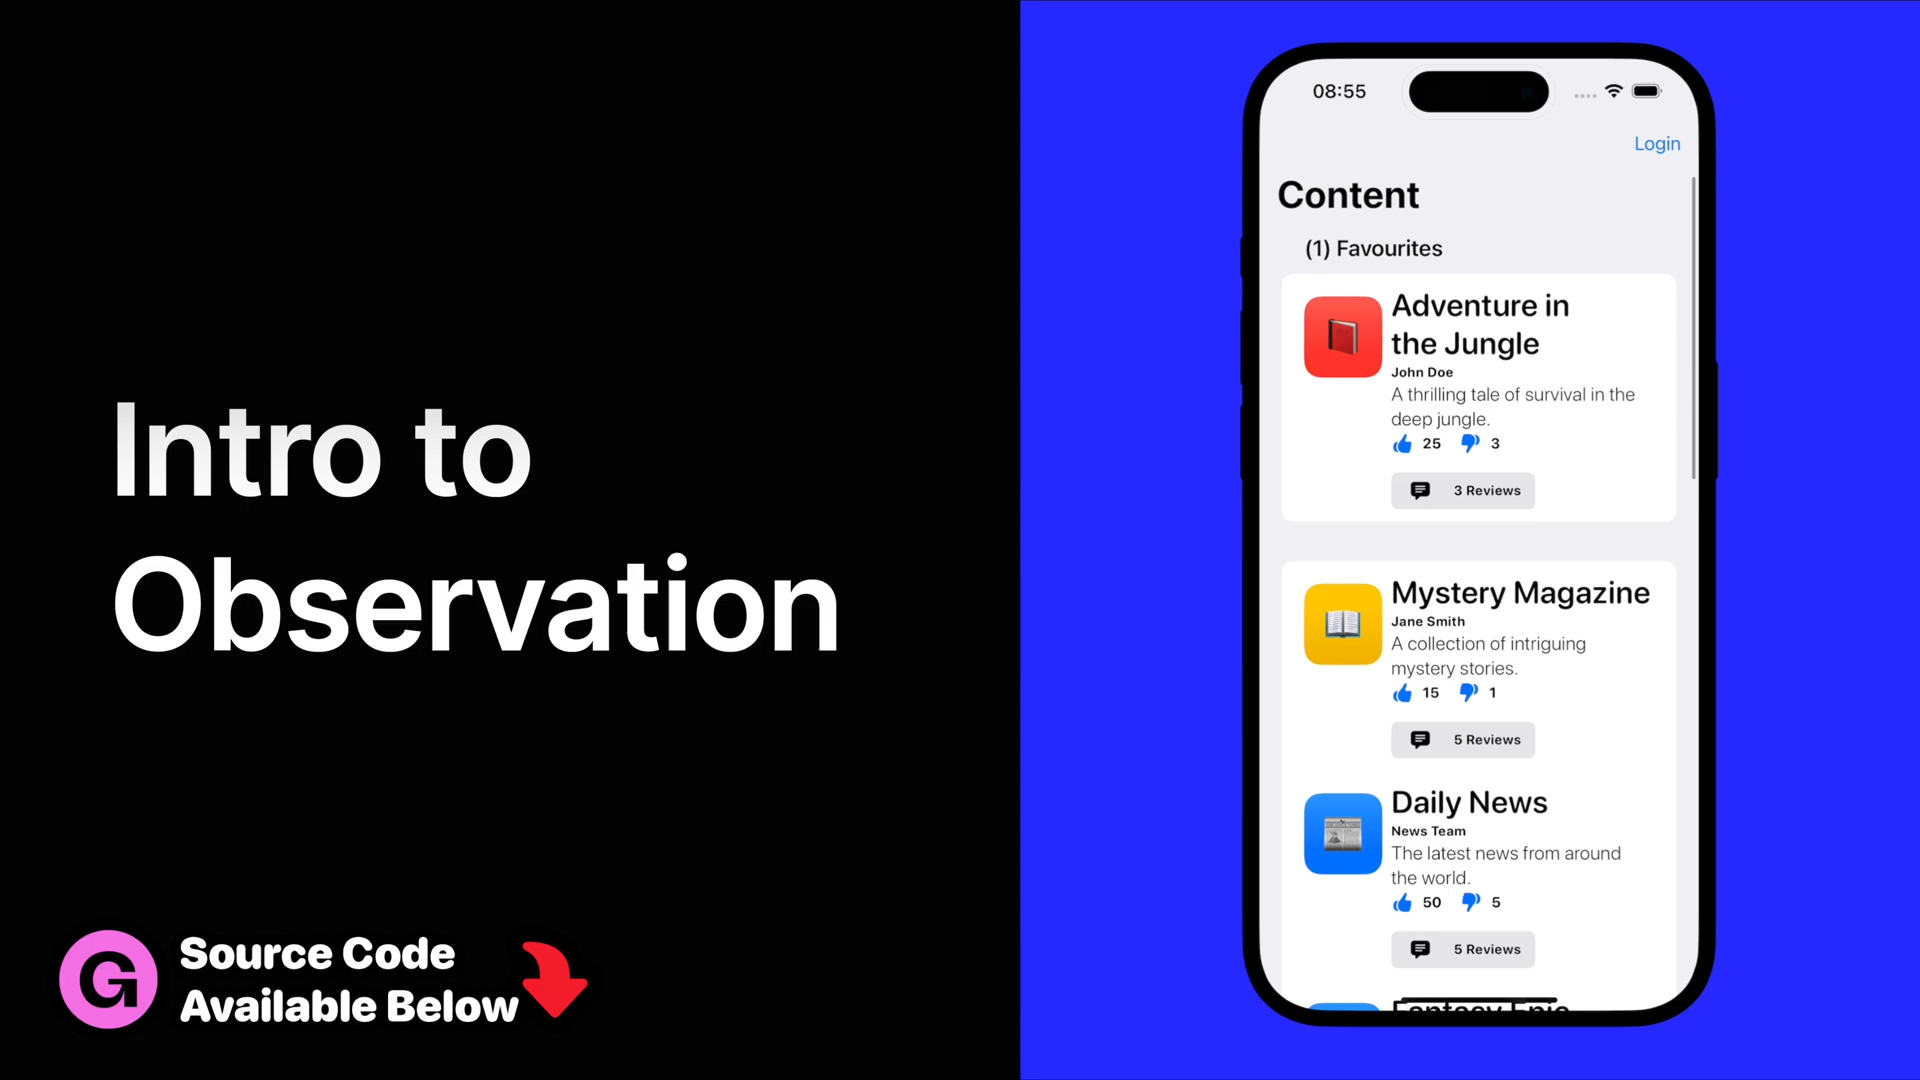 Intro to
Observation
G
Source Code
Available Below
08:55
Login
Content
(1) Favourites
Adventure in
the Jungle
John Doe
A thrilling tale of survival in the
deep jungle.
25 3
3 Reviews
Mystery Magazine
Jane Smith
A collection of intriguing
mystery stories.
15 1
5 Reviews
Daily News
News Team
The latest news from around
the world.
50 5
5 Reviews
Fantasy Epic